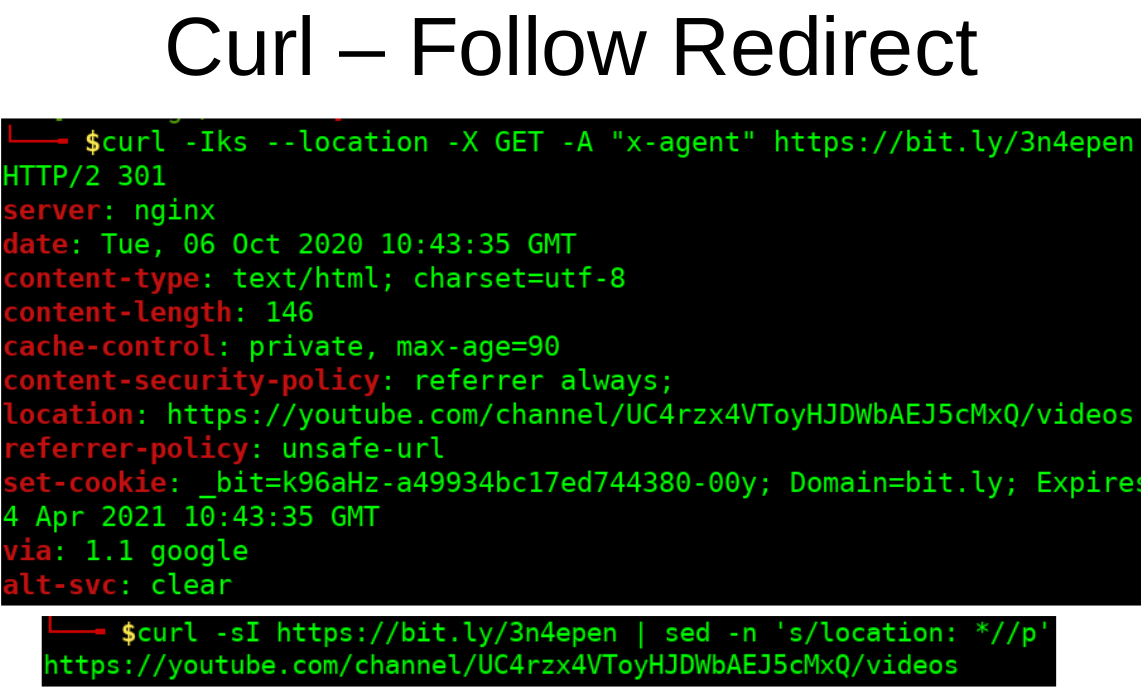 Curl – Follow Redirect
$curl -Iks --location -X GET -A "x-agent" https://bit.ly/3n4epen
HTTP/2 301
server: nginx
date: Tue, 06 Oct 2020 10:43:35 GMT
content-type: text/html; charset=utf-8
content-length: 146
cache-control: private, max-age=90
content-security-policy: referrer always;
location: https://youtube.com/channel/UC4rzx4VToyHJDWbAEJ5cMxQ/videos
referrer-policy: unsafe-url
set-cookie: _bit=k96aHz-a49934bc17ed744380-00y; Domain=bit.ly; Expires
4 Apr 2021 10:43:35 GMT
via: 1.1 google
alt-svc: clear
$curl -sI https://bit.ly/3n4epen | sed -n 's/location: *//p'
https://youtube.com/channel/UC4rzx4VToyHJDWbAEJ5cMxQ/videos